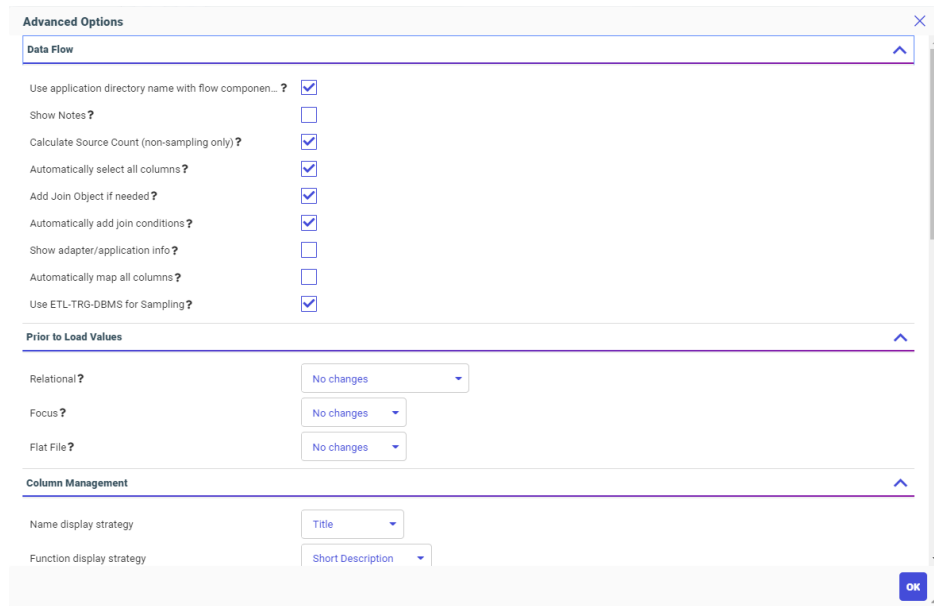 Advanced Options
Data Flow
Use application directory name with flow componen... ?
Show Notes ?
Calculate Source Count (non-sampling only) ?
Automatically select all columns ?
Add Join Object if needed ?
Automatically add join conditions ?
Show adapter/application info ?
Automatically map all columns ?
Use ETL-TRG-DBMS for Sampling ?
Prior to Load Values
Relational ? No changes
Focus ? No changes
Flat File ? No changes
Column Management
Name display strategy Title
Function display strategy Short Description
OK